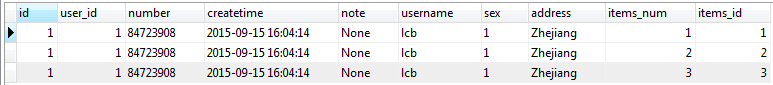 id user_id number createtime note username sex address items_num items_id
1 1 84723908 2015-09-15 16:04:14 None lcb 1 Zhejiang 1 1
1 1 84723908 2015-09-15 16:04:14 None lcb 1 Zhejiang 2 2
1 1 84723908 2015-09-15 16:04:14 None lcb 1 Zhejiang 3 3